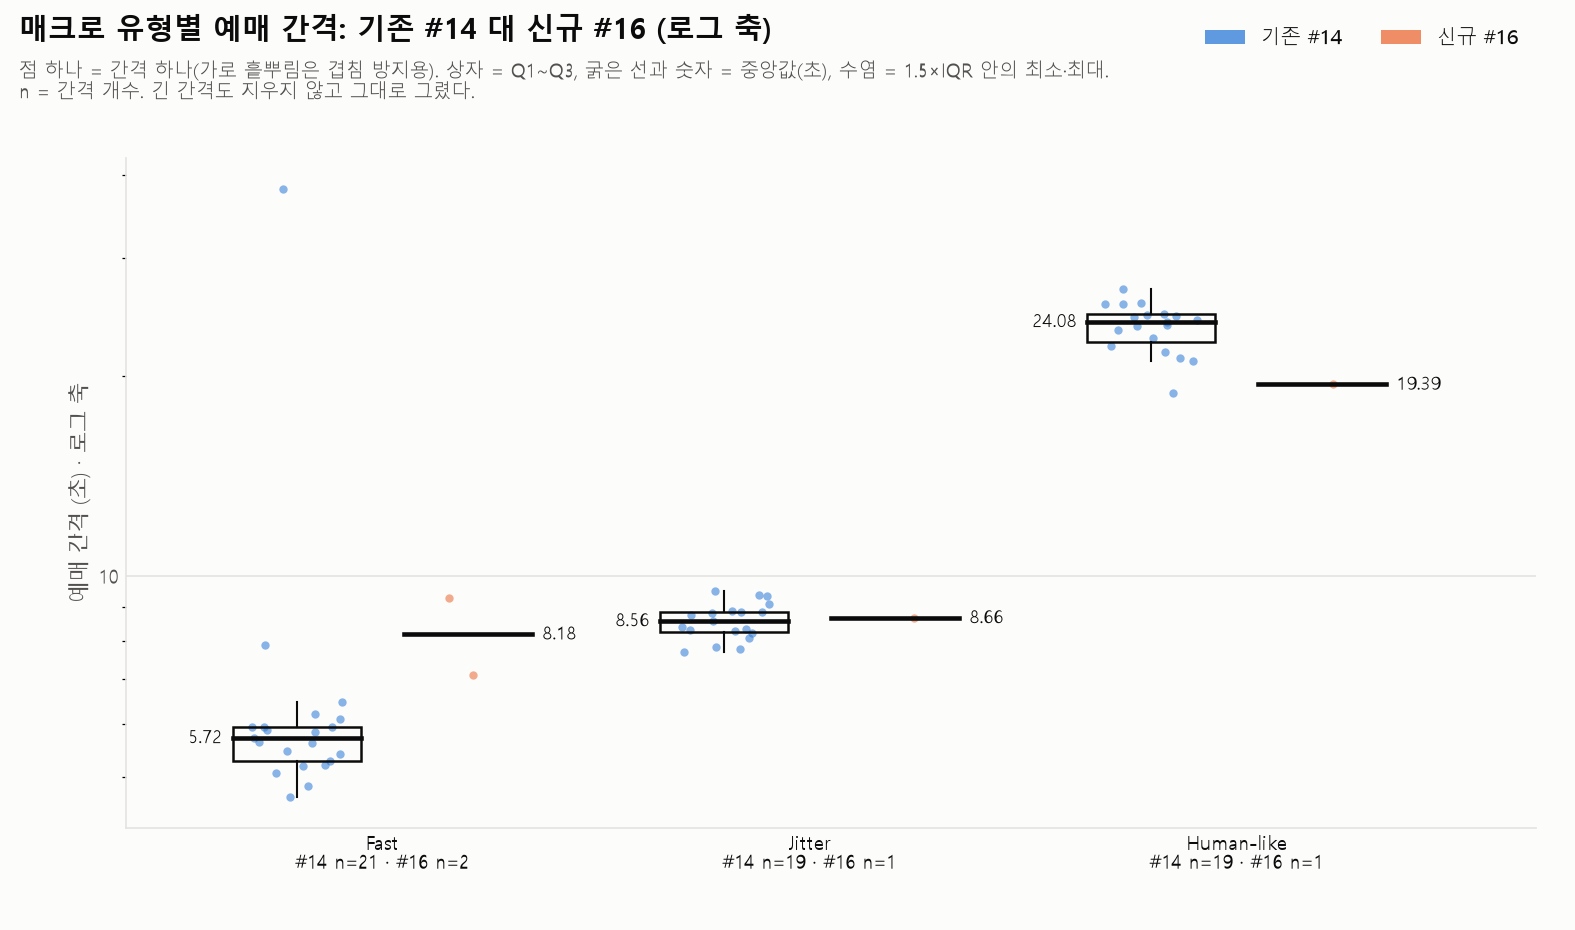 매크로 유형별 예매 간격: 기존 #14 대 신규 #16 (로그 축)
기존 #14
신규 #16
점 하나 = 간격 하나(가로 흩뿌림은 겹침 방지용). 상자 = Q1~Q3, 굵은 선과 숫자 = 중앙값(초), 수염 = 1.5×IQR 안의 최소·최대.
n = 간격 개수. 긴 간격도 지우지 않고 그대로 그렸다.
예매 간격 (초) · 로그 축
10
5.72
8.18
8.56
8.66
24.08
19.39
Fast
#14 n=21 · #16 n=2
Jitter
#14 n=19 · #16 n=1
Human-like
#14 n=19 · #16 n=1